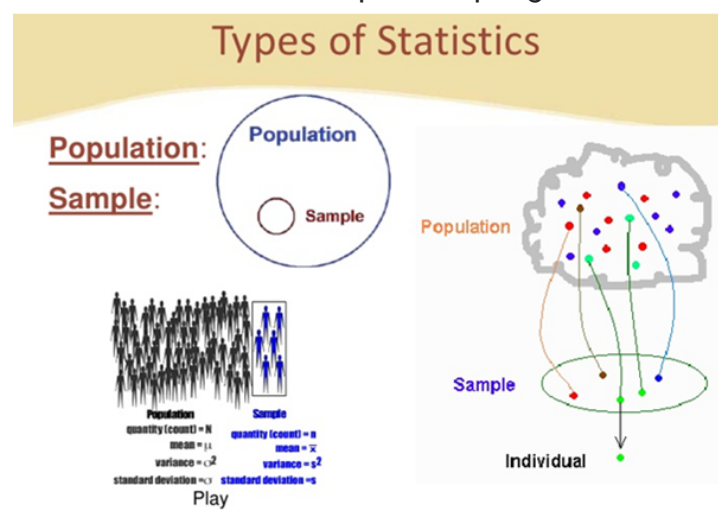 Types of Statistics
Population:
Sample:
Population
Sample
Population
Sample
Individual
Population
quantity (count) = N
mean = μ
variance = σ2
standard deviation = σ
Sample
quantity (count) = n
mean = x̅
variance = s2
standard deviation = s
Play